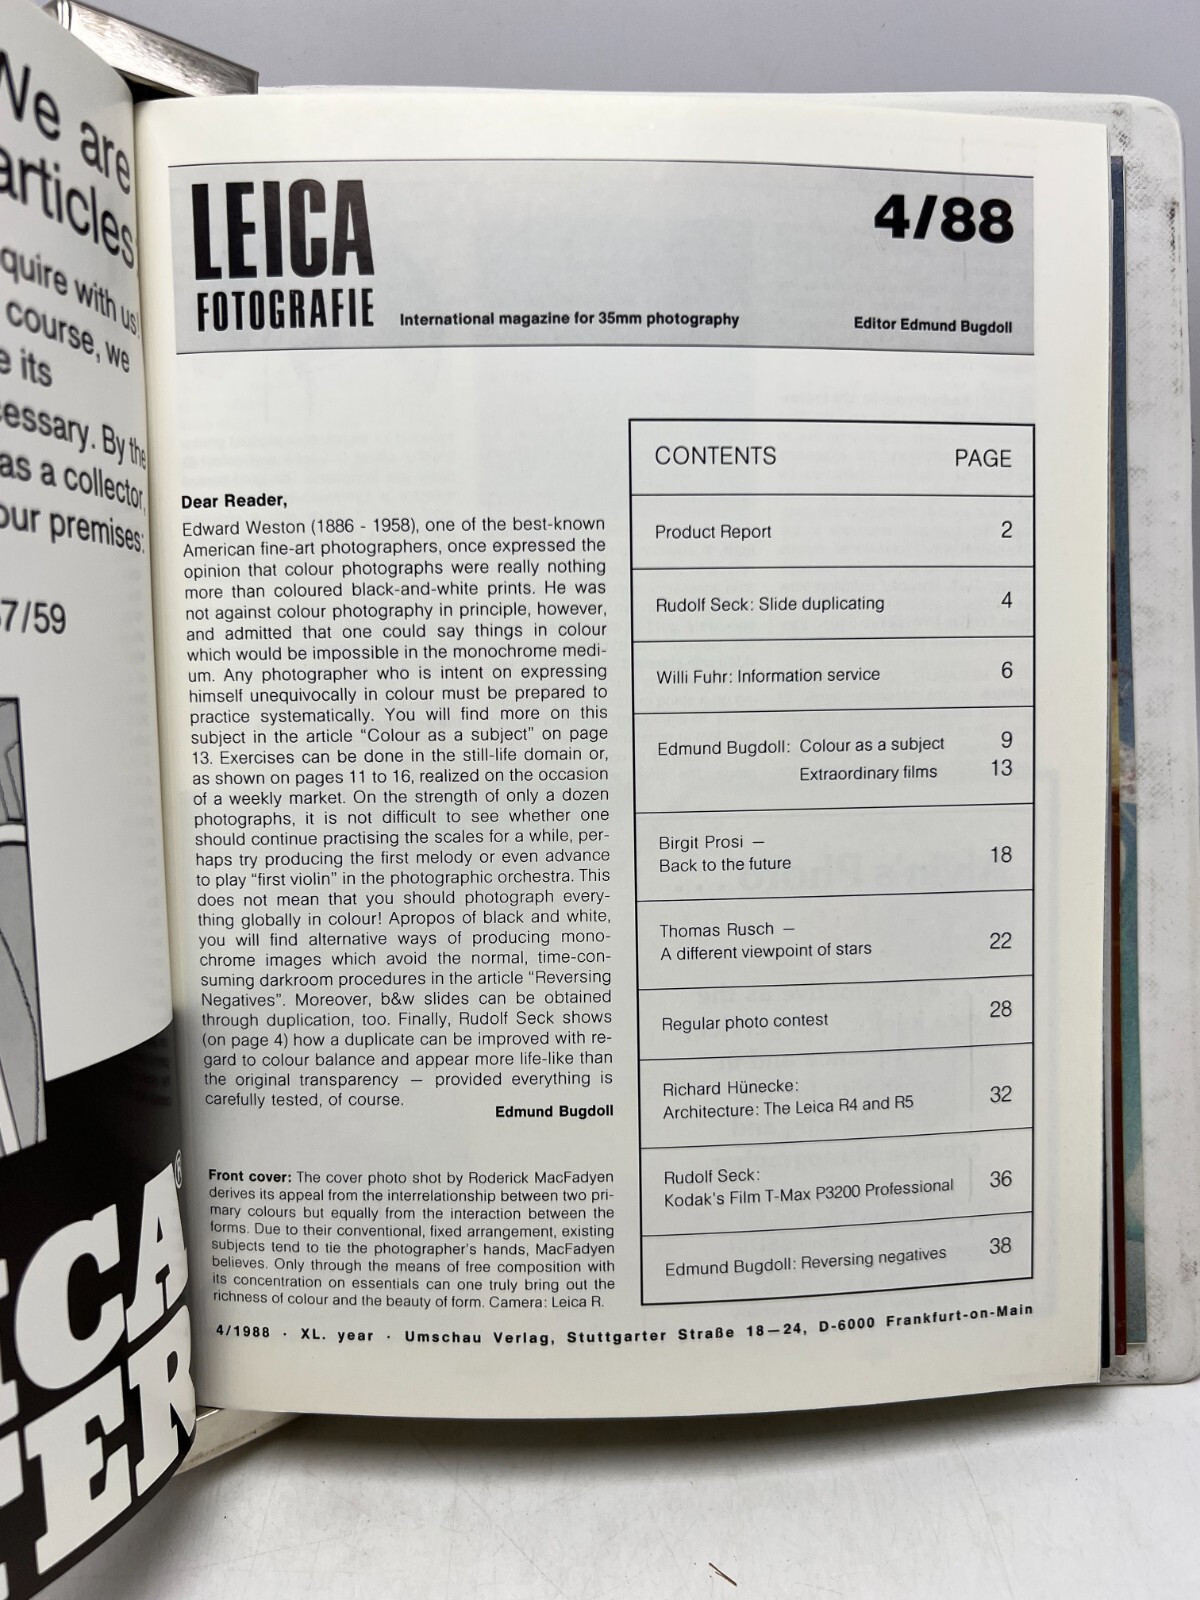 We are
articles
quire with us!
course, we
e its
cessary. By the
as a collector,
our premises:
7/59
LEICA
FOTOGRAFIE
International magazine for 35mm photography
4/88
Editor Edmund Bugdoll
Dear Reader,
Edward Weston (1886 - 1958), one of the best-known
American fine-art photographers, once expressed the
opinion that colour photographs were really nothing
more than coloured black-and-white prints. He was
not against colour photography in principle, however,
and admitted that one could say things in colour
which would be impossible in the monochrome medi-
um. Any photographer who is intent on expressing
himself unequivocally in colour must be prepared to
practice systematically. You will find more on this
subject in the article “Colour as a subject” on page
13. Exercises can be done in the still-life domain or,
as shown on pages 11 to 16, realized on the occasion
of a weekly market. On the strength of only a dozen
photographs, it is not difficult to see whether one
should continue practising the scales for a while, per-
haps try producing the first melody or even advance
to play “first violin” in the photographic orchestra. This
does not mean that you should photograph every-
thing globally in colour! Apropos of black and white,
you will find alternative ways of producing mono-
chrome images which avoid the normal, time-con-
suming darkroom procedures in the article “Reversing
Negatives”. Moreover, b&w slides can be obtained
through duplication, too. Finally, Rudolf Seck shows
(on page 4) how a duplicate can be improved with re-
gard to colour balance and appear more life-like than
the original transparency — provided everything is
carefully tested, of course.
Edmund Bugdoll
Front cover: The cover photo shot by Roderick MacFadyen
derives its appeal from the interrelationship between two pri-
mary colours but equally from the interaction between the
forms. Due to their conventional, fixed arrangement, existing
subjects tend to tie the photographer's hands, MacFadyen
believes. Only through the means of free composition with
its concentration on essentials can one truly bring out the
richness of colour and the beauty of form. Camera: Leica R.
CONTENTS PAGE
Product Report 2
Rudolf Seck: Slide duplicating 4
Willi Fuhr: Information service 6
Edmund Bugdoll: Colour as a subject 9
Extraordinary films 13
Birgit Prosi —
Back to the future 18
Thomas Rusch —
A different viewpoint of stars 22
Regular photo contest 28
Richard Hünecke:
Architecture: The Leica R4 and R5 32
Rudolf Seck:
Kodak's Film T-Max P3200 Professional 36
Edmund Bugdoll: Reversing negatives 38
4/1988 · XL. year · Umschau Verlag, Stuttgarter Straße 18—24, D-6000 Frankfurt-on-Main
ICA®
TER